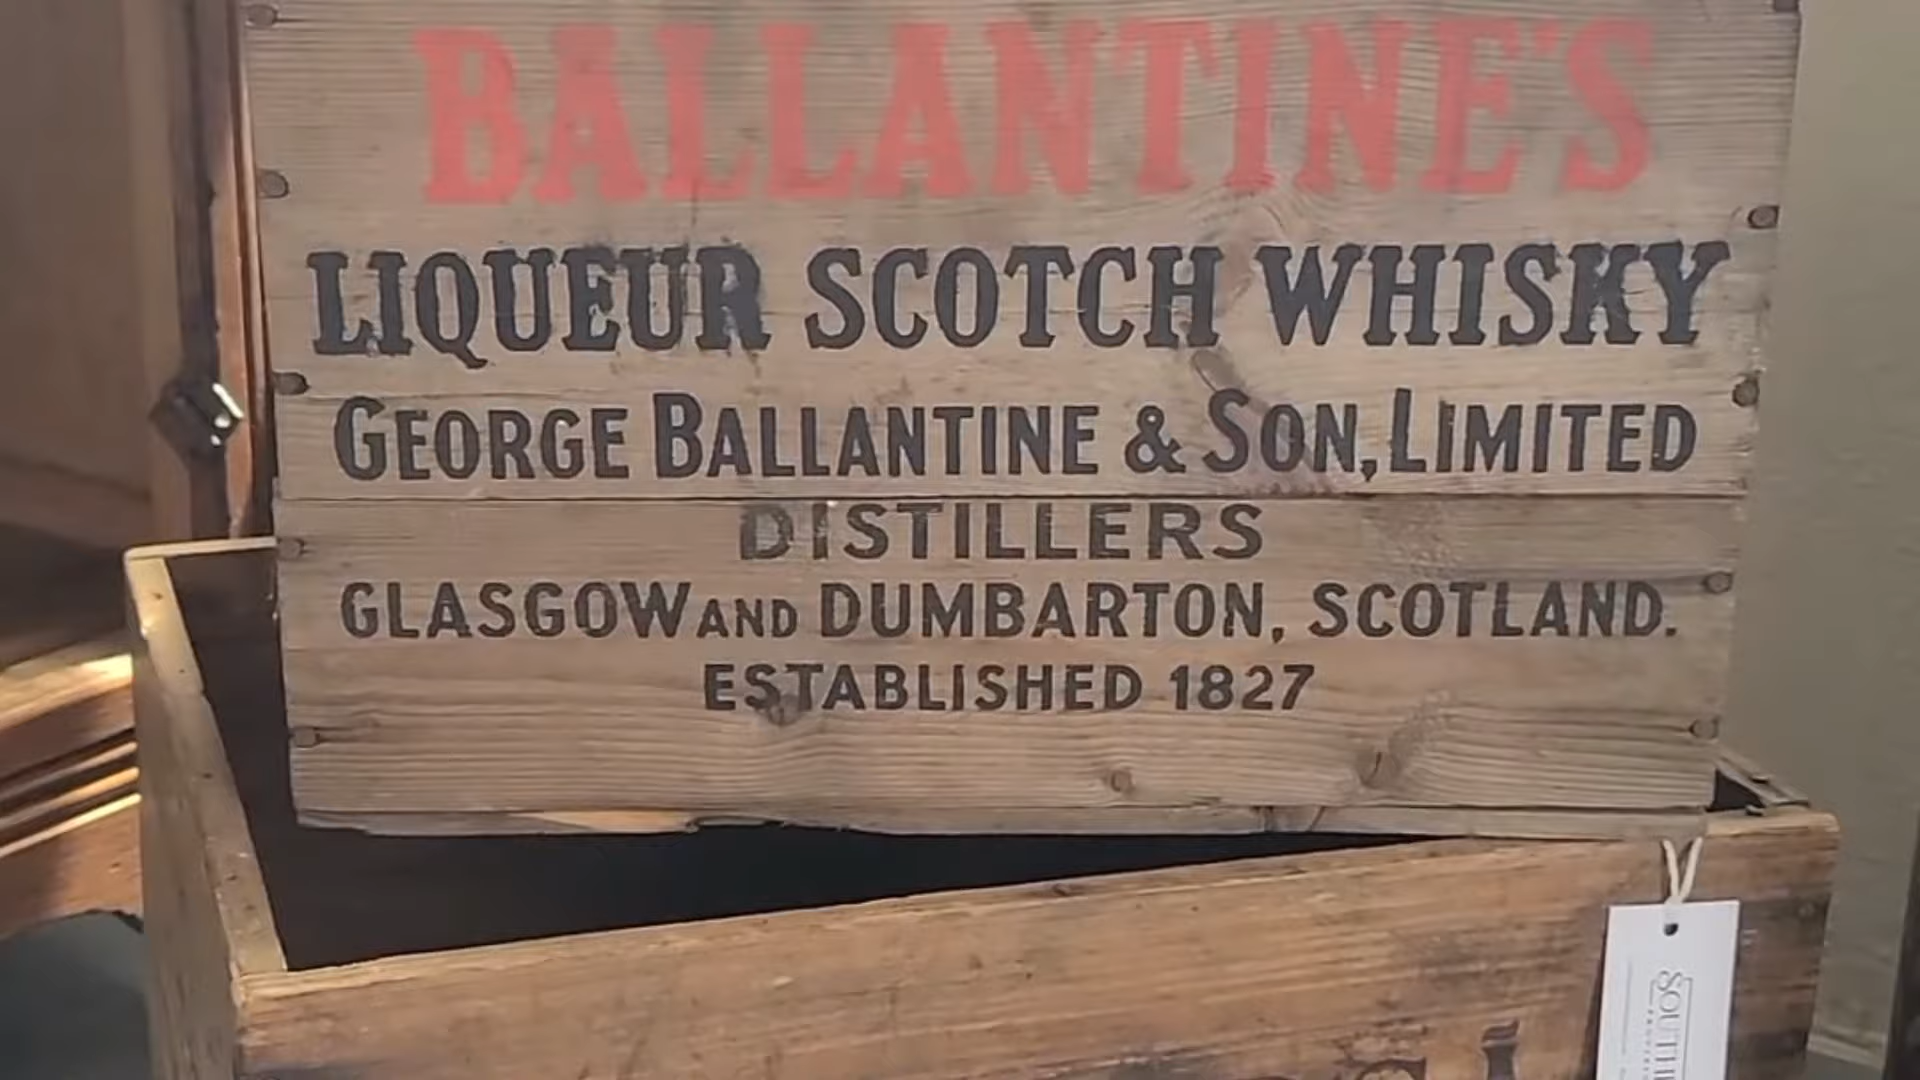 BALLANTINE'S
LIQUEUR SCOTCH WHISKY
GEORGE BALLANTINE & SON, LIMITED
DISTILLERS
GLASGOW AND DUMBARTON, SCOTLAND.
ESTABLISHED 1827